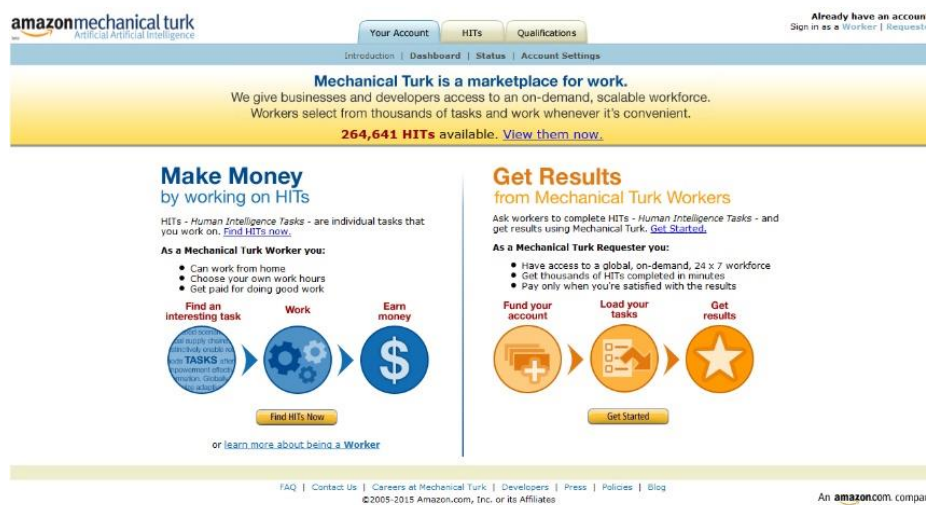 amazonmechanical turk
Artificial Artificial Intelligence
Your Account
HITs
Qualifications
Already have an accoun
Sign in as a Worker | Requeste
Introduction | Dashboard | Status | Account Settings
Mechanical Turk is a marketplace for work.
We give businesses and developers access to an on-demand, scalable workforce.
Workers select from thousands of tasks and work whenever it's convenient.
264,641 HITs available. View them now.
Make Money
by working on HITs
HITs - Human Intelligence Tasks - are individual tasks that
you work on. Find HITs now.
As a Mechanical Turk Worker you:
• Can work from home
• Choose your own work hours
• Get paid for doing good work
Find an
interesting task
Work
Earn
money
TASKS
$
Find HITs Now
or learn more about being a Worker
Get Results
from Mechanical Turk Workers
Ask workers to complete HITs - Human Intelligence Tasks - and
get results using Mechanical Turk. Get Started.
As a Mechanical Turk Requester you:
• Have access to a global, on-demand, 24 x 7 workforce
• Get thousands of HITs completed in minutes
• Pay only when you're satisfied with the results
Fund your
account
Load your
tasks
Get
results
Get Started
FAQ | Contact Us | Careers at Mechanical Turk | Developers | Press | Policies | Blog
©2005-2015 Amazon.com, Inc. or its Affiliates
An amazon.com. compan